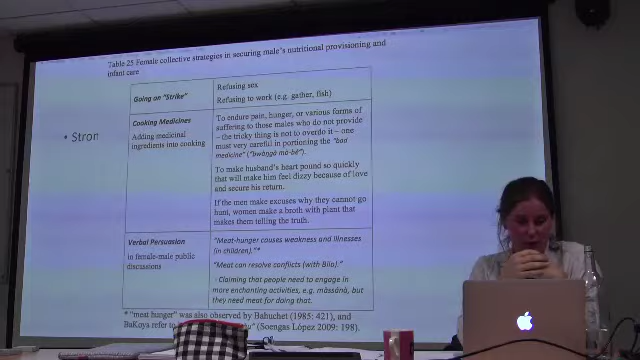 Table 25 Female collective strategies in securing male's nutritional provisioning and
infant care
Going on "Strike"
Refusing sex
Refusing to work (e.g. gather, fish)
• Stron
Cooking Medicines
Adding medicinal
ingredients into cooking
To endure pain, hunger, or various forms of
suffering to those males who do not provide
– the tricky thing is not to overdo it – one
must very careful in portioning the "bad
medicine" ("bwàngà mà-bê").
To make husband's heart pound so quickly
that will make him feel dizzy because of love
and secure his return.
If the men make excuses why they cannot go
hunt, women make a broth with plant that
makes them telling the truth.
Verbal Persuasion
in female-male public
discussions
"Meat-hunger causes weakness and illnesses
(in children)."*
"Meat can resolve conflicts (with Bilo)."
Claiming that people need to engage in
more enchanting activities, e.g. màssànà, but
they need meat for doing that.
* "meat hunger" was also observed by Bahuchet (1985: 421), and
BaKoya refer to
(Soengas López 2009: 198).